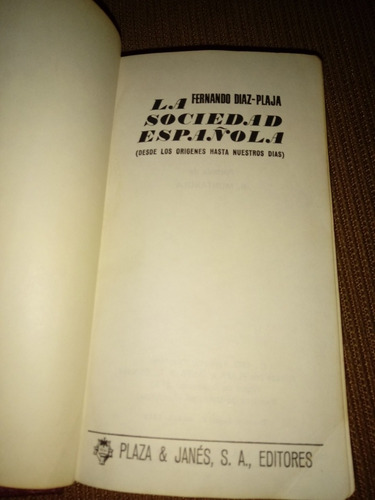 FERNANDO DIAZ-PLAJA
LA
SOCIEDAD
ESPAÑOLA
(DESDE LOS ORIGENES HASTA NUESTROS DIAS)
PLAZA & JANÉS, S. A., EDITORES